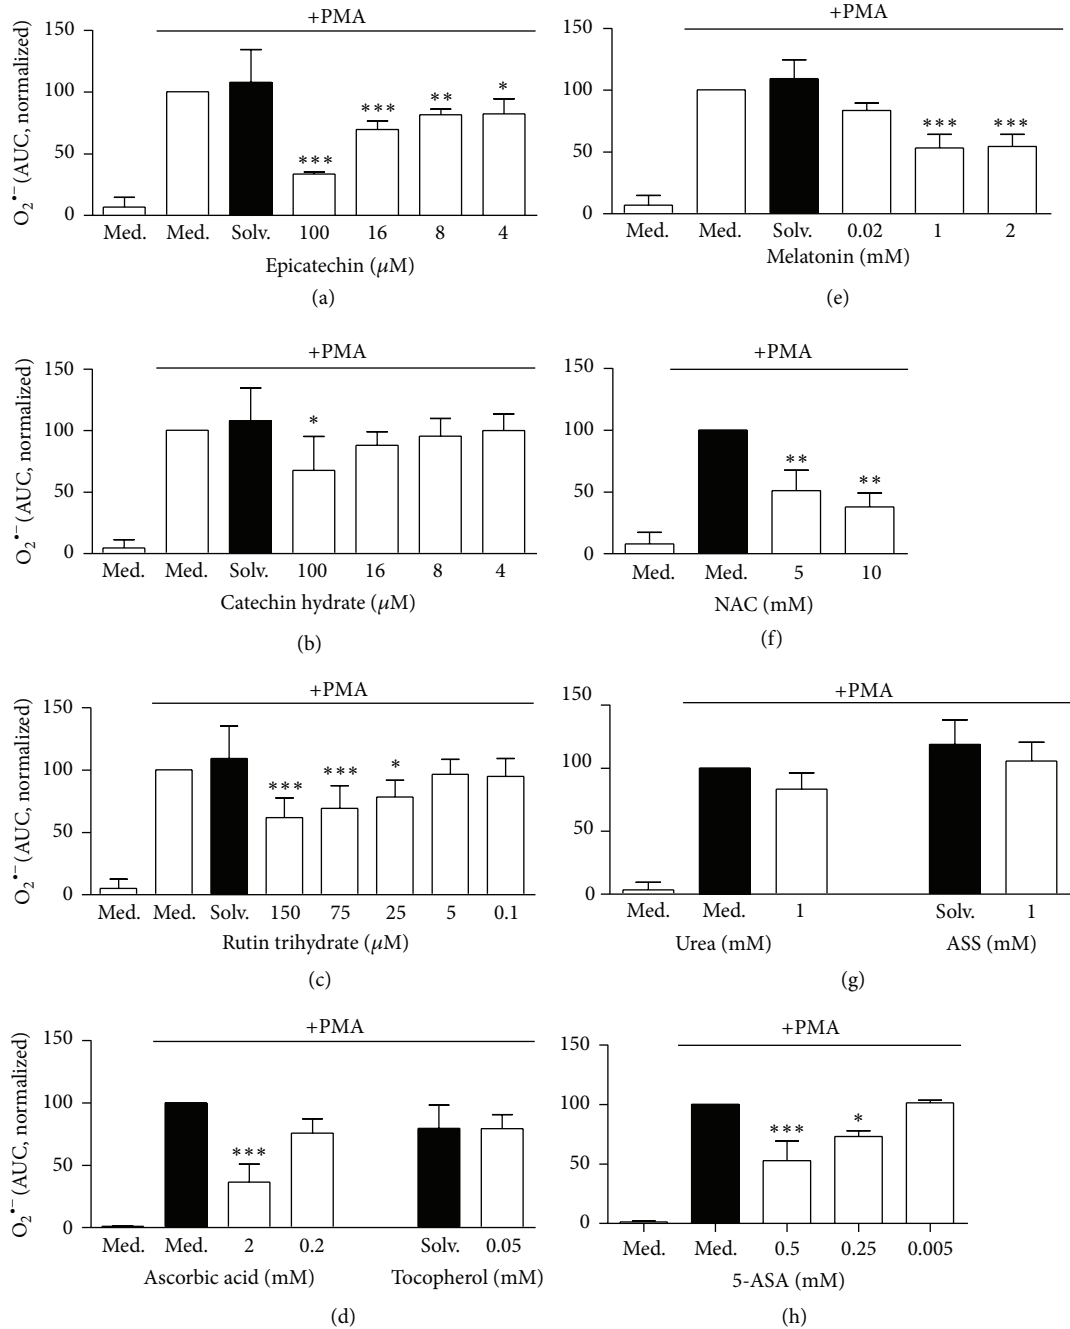 +PMA
O₂•− (AUC, normalized)
150
100
50
0
*** *** ** *
Med. Med. Solv. 100 16 8 4
Epicatechin (μM)
(a)
+PMA
O₂•− (AUC, normalized)
150
100
50
0
*
Med. Med. Solv. 100 16 8 4
Catechin hydrate (μM)
(b)
+PMA
O₂•− (AUC, normalized)
150
100
50
0
*** *** *
Med. Med. Solv. 150 75 25 5 0.1
Rutin trihydrate (μM)
(c)
+PMA
O₂•− (AUC, normalized)
150
100
50
0
***
Med. Med. 2 0.2 Solv. 0.05
Ascorbic acid (mM) Tocopherol (mM)
(d)
+PMA
150
100
50
0
*** ***
Med. Med. Solv. 0.02 1 2
Melatonin (mM)
(e)
+PMA
150
100
50
0
** **
Med. Med. 5 10
NAC (mM)
(f)
+PMA
150
100
50
0
Med. Med. 1 Solv. 1
Urea (mM) ASS (mM)
(g)
+PMA
150
100
50
0
*** *
Med. Med. 0.5 0.25 0.005
5-ASA (mM)
(h)